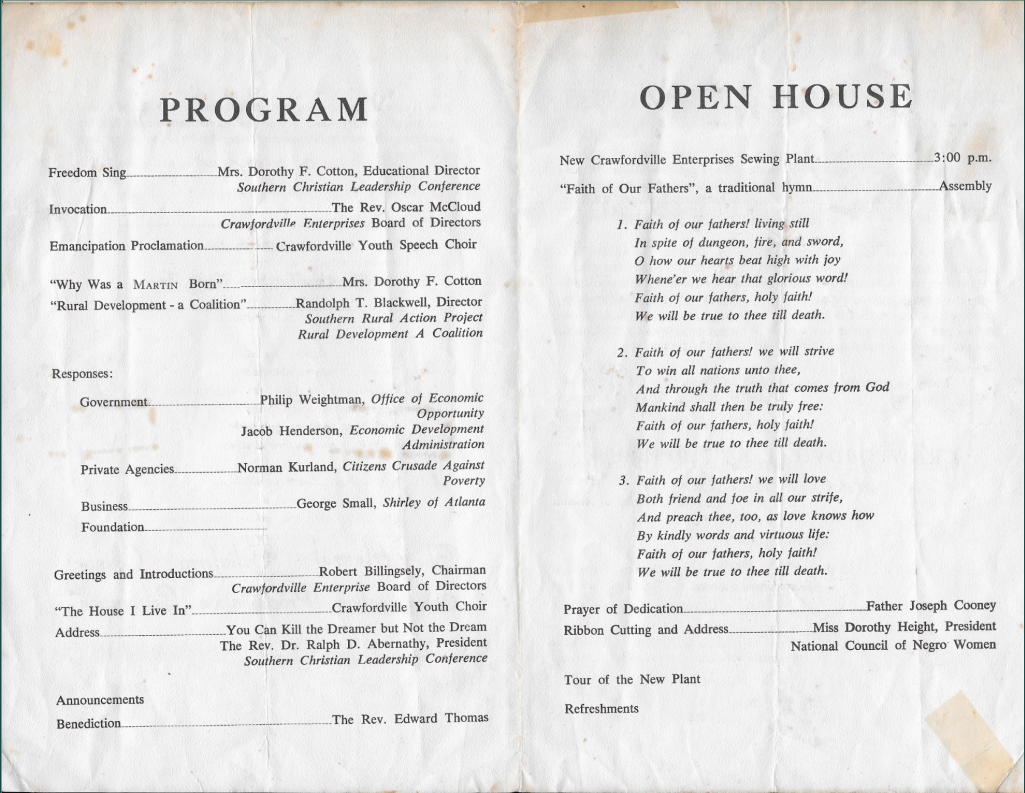 PROGRAM
Freedom Sing Mrs. Dorothy F. Cotton, Educational Director
Southern Christian Leadership Conference
Invocation The Rev. Oscar McCloud
Crawfordville Enterprises Board of Directors
Emancipation Proclamation Crawfordville Youth Speech Choir
“Why Was a MARTIN Born” Mrs. Dorothy F. Cotton
“Rural Development - a Coalition” Randolph T. Blackwell, Director
Southern Rural Action Project
Rural Development A Coalition
Responses:
Government Philip Weightman, Office of Economic
Opportunity
Jacob Henderson, Economic Development
Administration
Private Agencies Norman Kurland, Citizens Crusade Against
Poverty
Business George Small, Shirley of Atlanta
Foundation
Greetings and Introductions Robert Billingsely, Chairman
Crawfordville Enterprise Board of Directors
“The House I Live In” Crawfordville Youth Choir
Address You Can Kill the Dreamer but Not the Dream
The Rev. Dr. Ralph D. Abernathy, President
Southern Christian Leadership Conference
Announcements
Benediction The Rev. Edward Thomas
OPEN HOUSE
New Crawfordville Enterprises Sewing Plant 3:00 p.m.
“Faith of Our Fathers”, a traditional hymn Assembly
1. Faith of our fathers! living still
In spite of dungeon, fire, and sword,
O how our hearts beat high with joy
Whene'er we hear that glorious word!
Faith of our fathers, holy faith!
We will be true to thee till death.
2. Faith of our fathers! we will strive
To win all nations unto thee,
And through the truth that comes from God
Mankind shall then be truly free:
Faith of our fathers, holy faith!
We will be true to thee till death.
3. Faith of our fathers! we will love
Both friend and foe in all our strife,
And preach thee, too, as love knows how
By kindly words and virtuous life:
Faith of our fathers, holy faith!
We will be true to thee till death.
Prayer of Dedication Father Joseph Cooney
Ribbon Cutting and Address Miss Dorothy Height, President
National Council of Negro Women
Tour of the New Plant
Refreshments